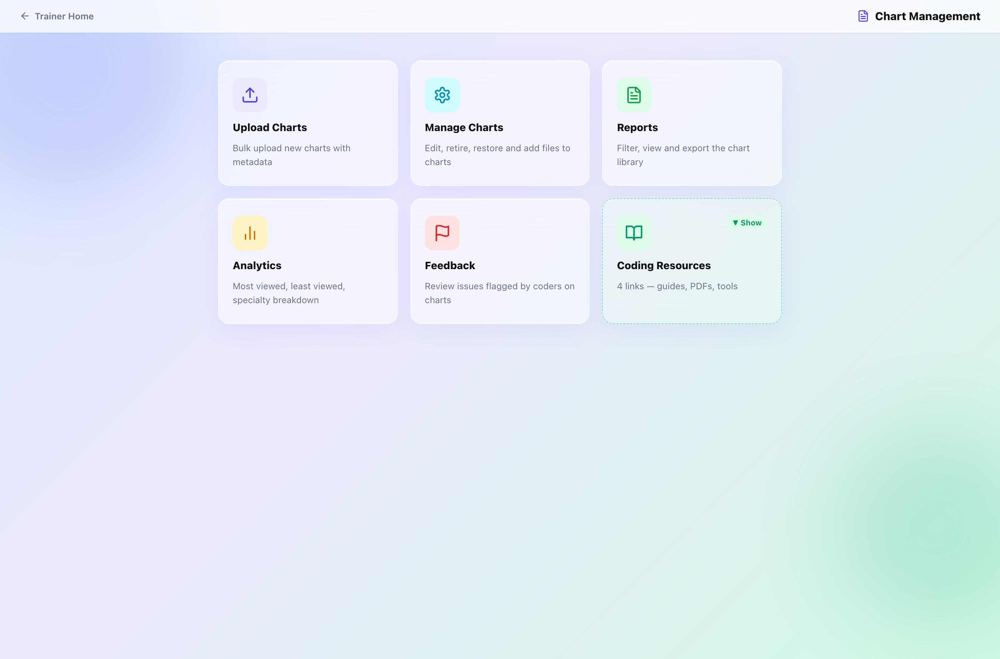 Trainer Home
Chart Management
Upload Charts
Bulk upload new charts with
metadata
Manage Charts
Edit, retire, restore and add files to
charts
Reports
Filter, view and export the chart
library
Analytics
Most viewed, least viewed,
specialty breakdown
Feedback
Review issues flagged by coders on
charts
▼ Show
Coding Resources
4 links — guides, PDFs, tools